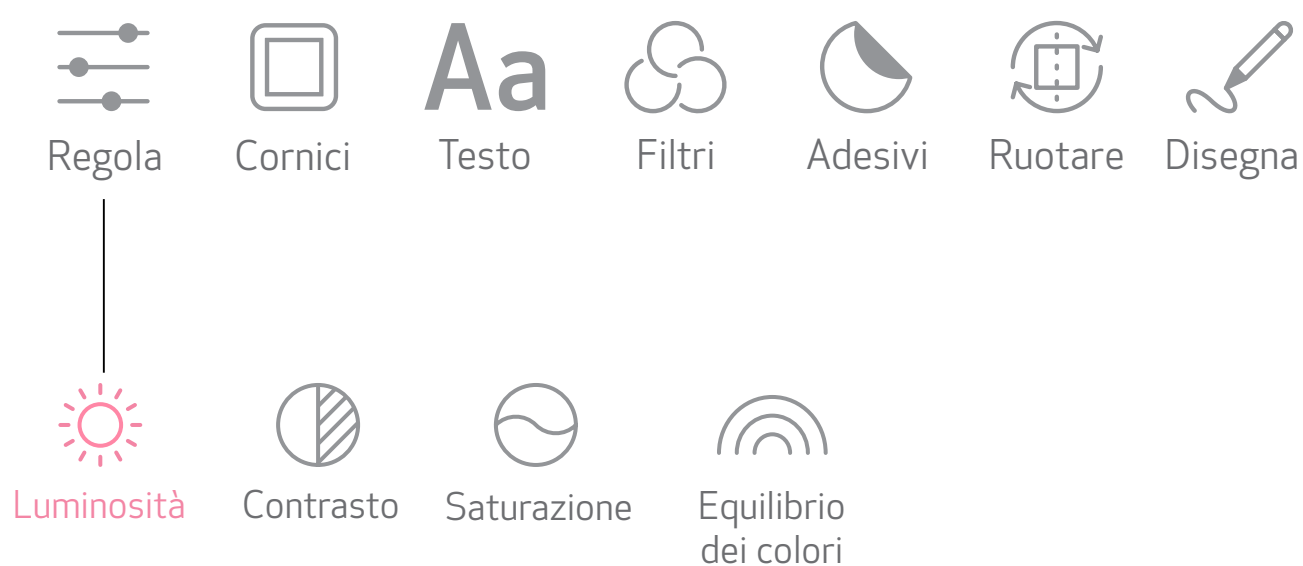 Aa
Regola Cornici Testo Filtri Adesivi Ruotare Disegna
Luminosità Contrasto Saturazione Equilibrio
dei colori